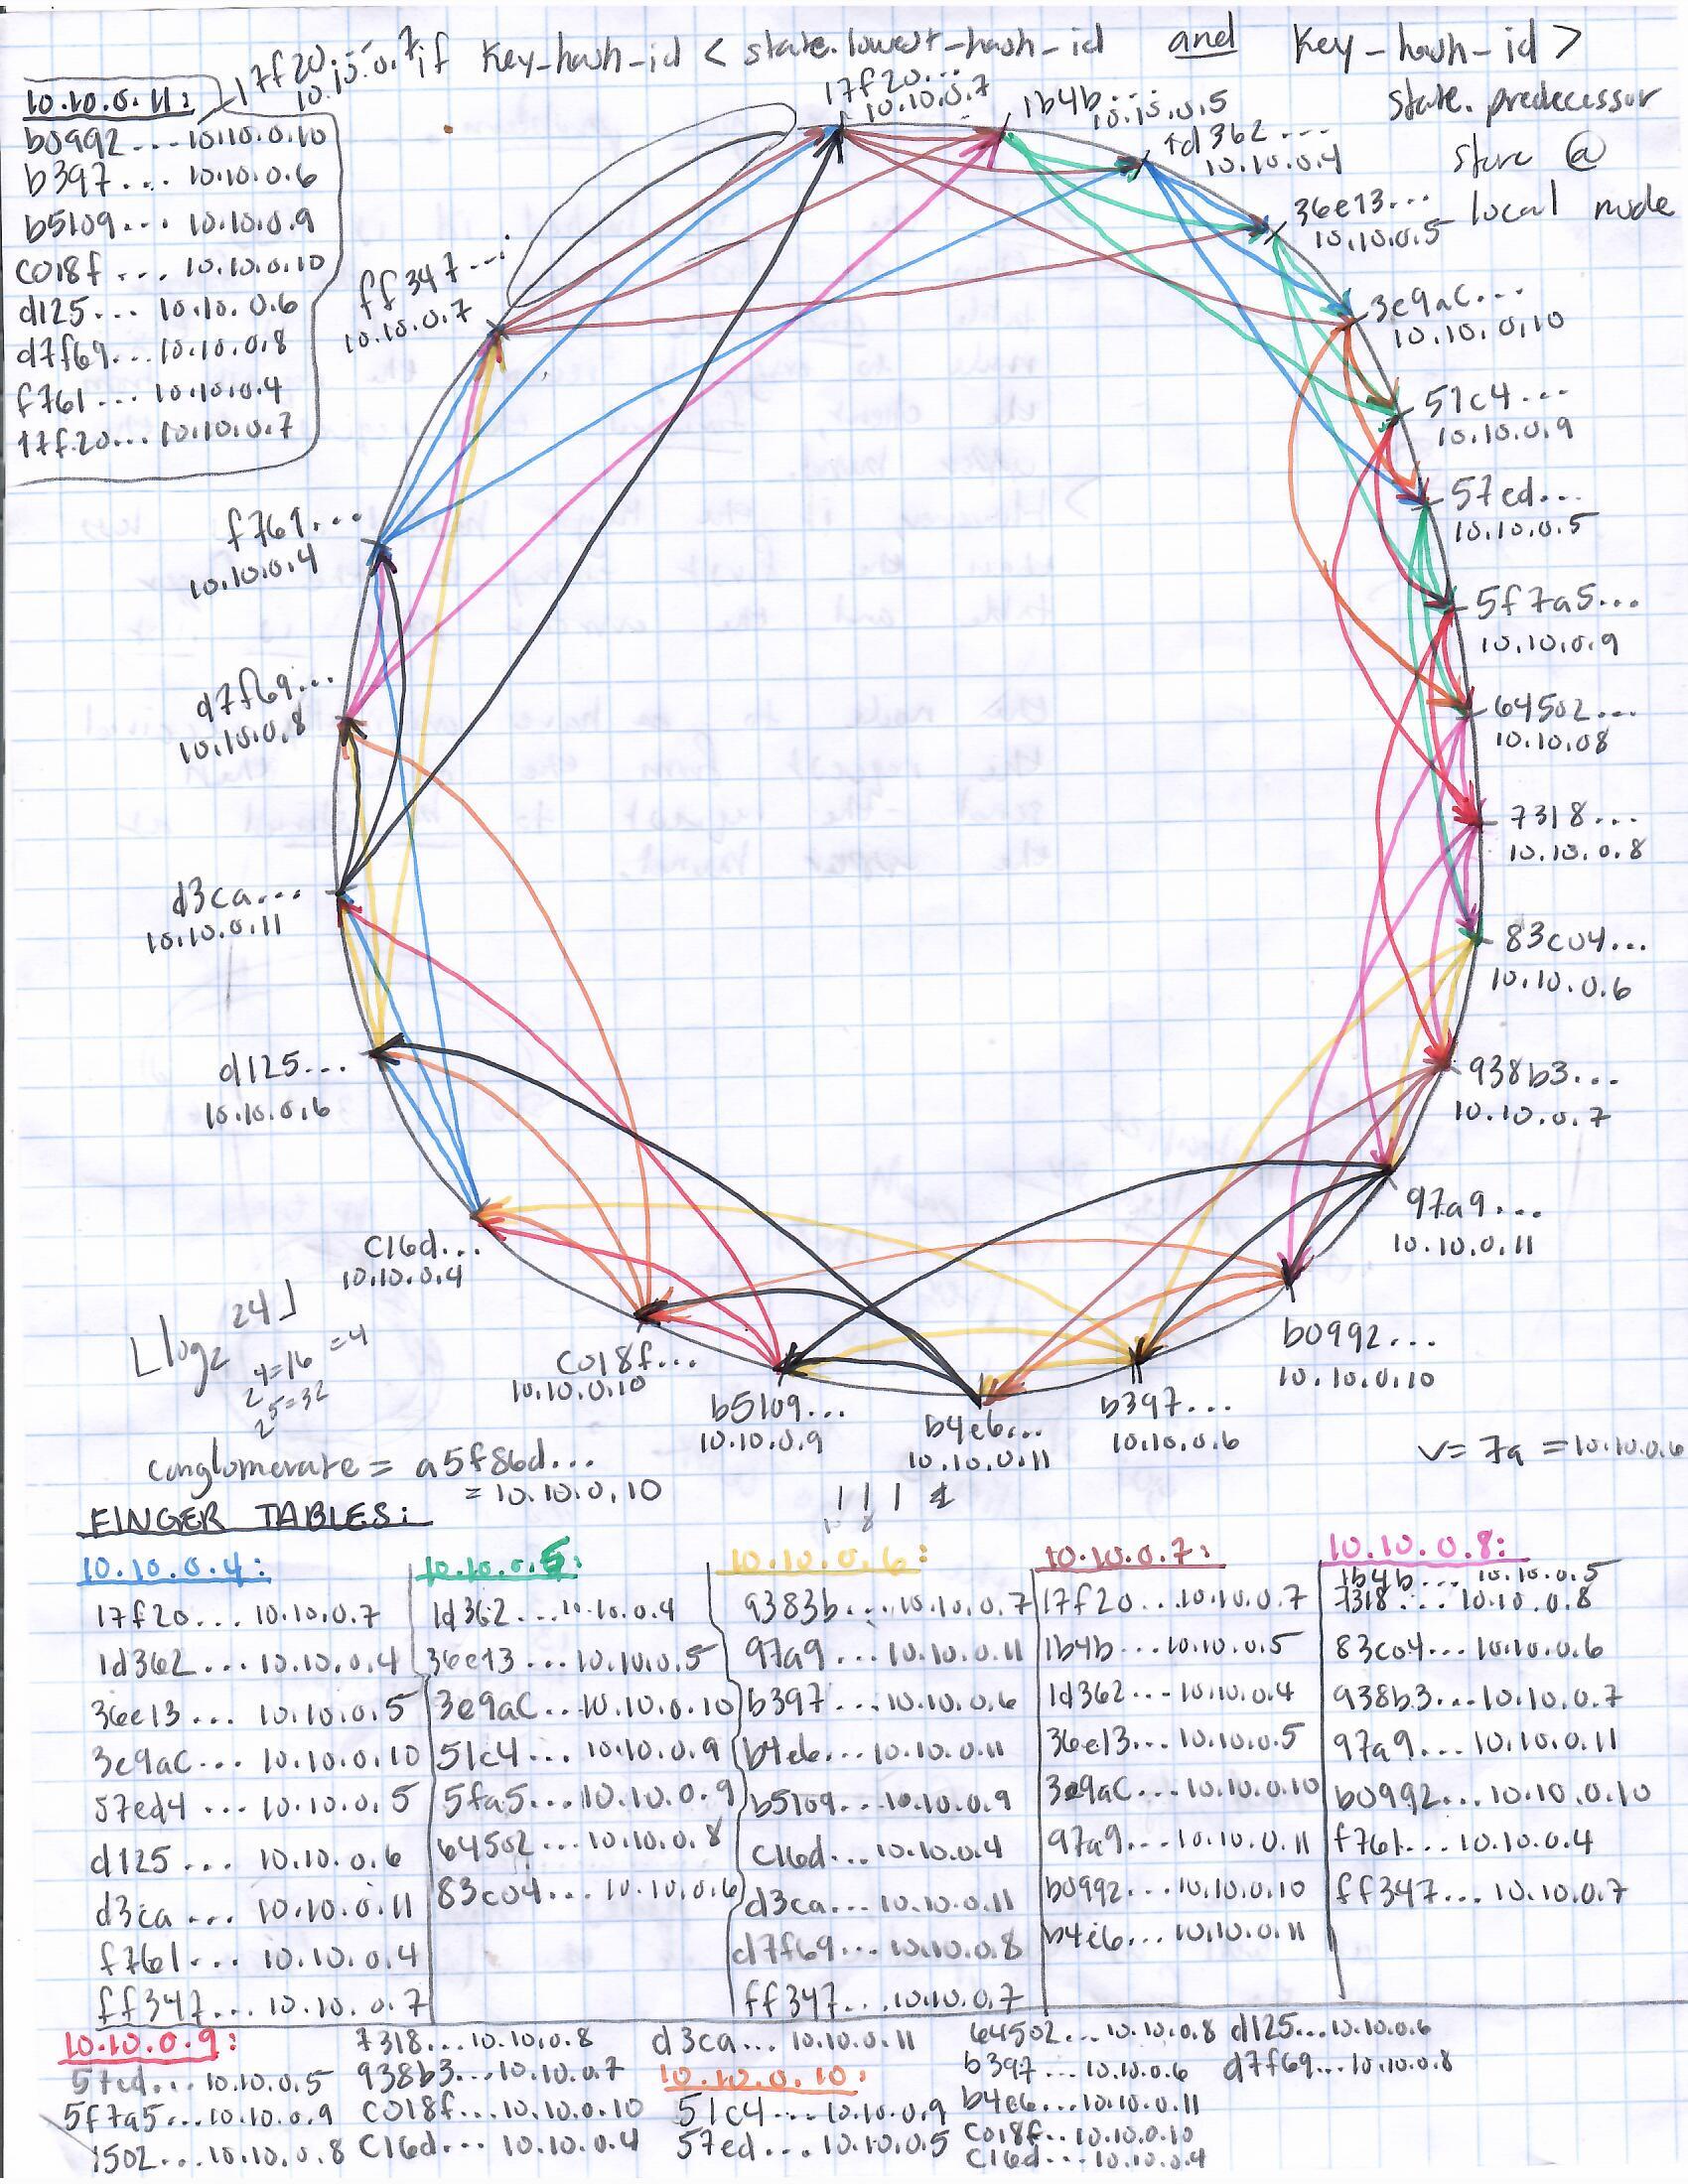 17f20...
10.10.0.7
if key_hash_id < state.lowest_hash_id and key_hash_id >
state.predecessor
store @
local node
10.10.0.11:
b0992... 10.10.0.10
b397... 10.10.0.6
b5109... 10.10.0.9
c018f... 10.10.0.10
d125... 10.10.0.6
d7f69... 10.10.0.8
f761... 10.10.0.4
17f20... 10.10.0.7
17f20...
10.10.0.7
1b4b...
10.10.0.5
1d362...
10.10.0.4
36e13...
10.10.0.5
3e9ac...
10.10.0.10
51c4...
10.10.0.9
57ed...
10.10.0.5
5f7a5...
10.10.0.9
64502...
10.10.08
7318...
10.10.0.8
83c04...
10.10.0.6
938b3...
10.10.0.7
97a9...
10.10.0.11
b0992...
10.10.0.10
b397...
10.10.0.6
b4e6...
10.10.0.11
b5109...
10.10.0.9
c018f...
10.10.0.10
c16d...
10.10.0.4
d125...
10.10.0.6
d3ca...
10.10.0.11
d7f69...
10.10.0.8
f761...
10.10.0.4
ff347...
10.10.0.7
⌊log2 24⌋
2^4=16 =4
2^5=32
conglomerate = a5f86d...
= 10.10.0.10
v= 7a = 10.10.0.6
FINGER TABLES:
10.10.0.4:
17f20... 10.10.0.7
1d362... 10.10.0.4
36e13... 10.10.0.5
3e9ac... 10.10.0.10
57ed4... 10.10.0.5
d125... 10.10.0.6
d3ca... 10.10.0.11
f761... 10.10.0.4
ff347... 10.10.0.7
10.10.0.5:
1d362... 10.10.0.4
36e13... 10.10.0.5
3e9ac... 10.10.0.10
51c4... 10.10.0.9
5fa5... 10.10.0.9
64502... 10.10.0.8
83c04... 10.10.0.6
10.10.0.6:
9383b... 10.10.0.7
97a9... 10.10.0.11
b397... 10.10.0.6
b4e6... 10.10.0.11
b5109... 10.10.0.9
c16d... 10.10.0.4
d3ca... 10.10.0.11
d7f69... 10.10.0.8
ff347... 10.10.0.7
10.10.0.7:
17f20... 10.10.0.7
1b4b... 10.10.0.5
1d362... 10.10.0.4
36e13... 10.10.0.5
3e9ac... 10.10.0.10
97a9... 10.10.0.11
b0992... 10.10.0.10
b4e6... 10.10.0.11
10.10.0.8:
1b4b... 10.10.0.5
7318... 10.10.0.8
83c04... 10.10.0.6
938b3... 10.10.0.7
97a9... 10.10.0.11
b0992... 10.10.0.10
f761... 10.10.0.4
ff347... 10.10.0.7
10.10.0.9:
57ed... 10.10.0.5
5f7a5... 10.10.0.9
1502... 10.10.0.8
7318... 10.10.0.8
938b3... 10.10.0.7
c018f... 10.10.0.10
c16d... 10.10.0.4
d3ca... 10.10.0.11
10.10.0.10:
51c4... 10.10.0.9
57ed... 10.10.0.5
64502... 10.10.0.8
b397... 10.10.0.6
b4e6... 10.10.0.11
c018f... 10.10.0.10
c16d... 10.10.0.4
d125... 10.10.0.6
d7f69... 10.10.0.8